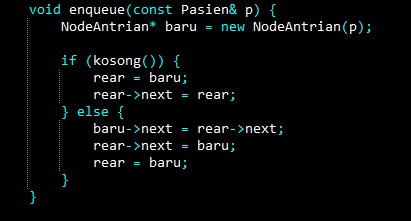 void enqueue(const Pasien& p) {
NodeAntrian* baru = new NodeAntrian(p);
if (kosong()) {
rear = baru;
rear->next = rear;
} else {
baru->next = rear->next;
rear->next = baru;
rear = baru;
}
}